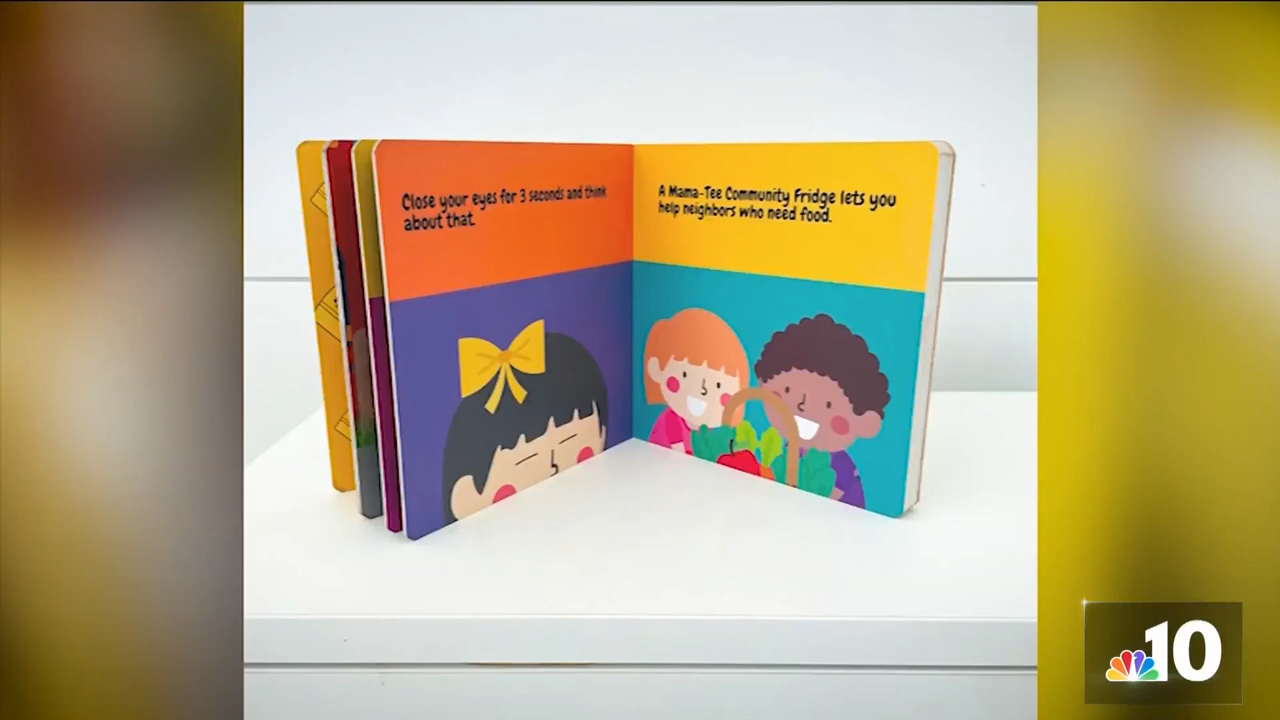 Close your eyes for 3 seconds and think
about that.
A Mama-Tee Community Fridge lets you
help neighbors who need food.
10